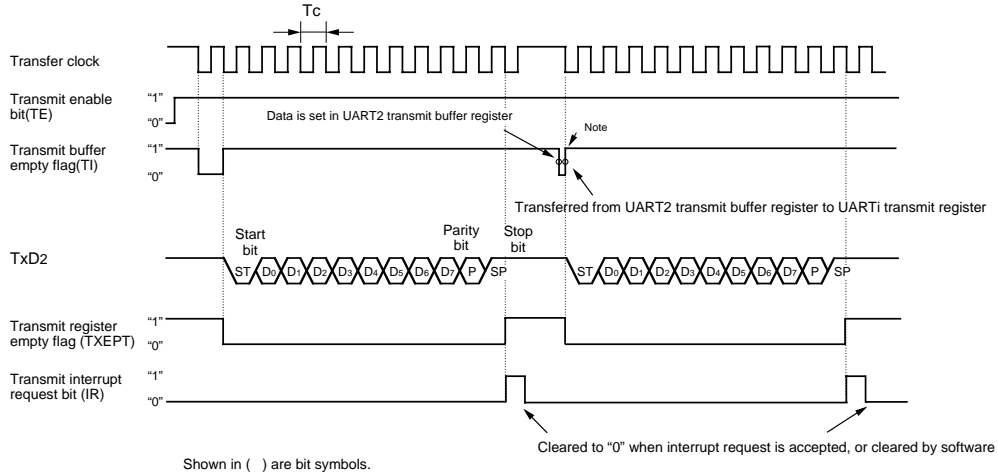 Tc
Transfer clock
Transmit enable
bit(TE)
“1”
“0”
Data is set in UART2 transmit buffer register
Note
Transmit buffer
empty flag(TI)
“1”
“0”
Transferred from UART2 transmit buffer register to UARTi transmit register
Start
bit
Parity
bit
Stop
bit
TxD2
ST D0 D1 D2 D3 D4 D5 D6 D7 P SP
ST D0 D1 D2 D3 D4 D5 D6 D7 P SP
Transmit register
empty flag (TXEPT)
“1”
“0”
Transmit interrupt
request bit (IR)
“1”
“0”
Cleared to “0” when interrupt request is accepted, or cleared by software
Shown in ( ) are bit symbols.